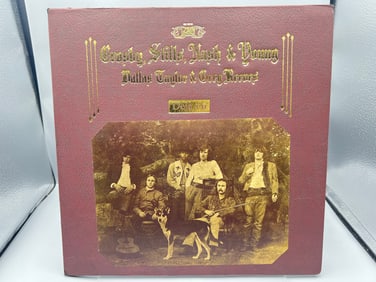 Crosby, Stills, Nash & Young
Dallas Taylor & Greg Reeves